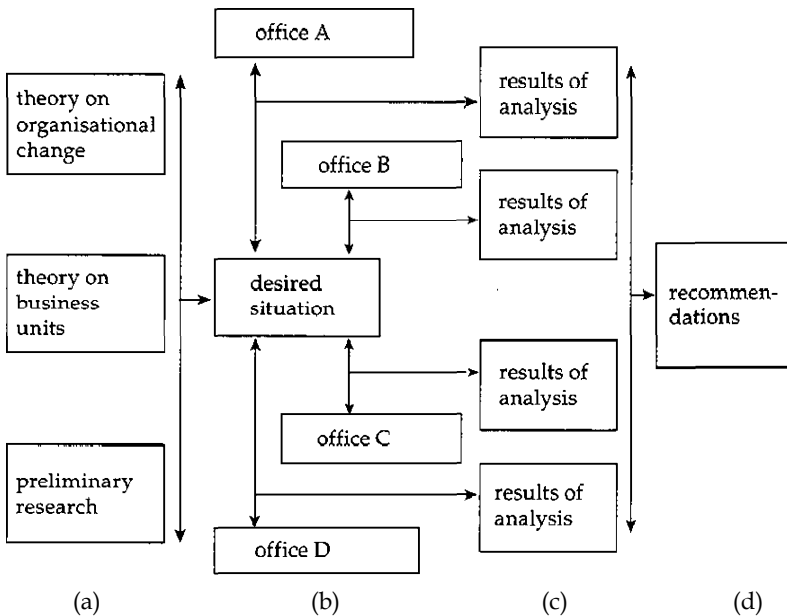 theory on
organisational
change
theory on
business
units
preliminary
research
office A
office B
desired
situation
office C
office D
results of
analysis
results of
analysis
results of
analysis
results of
analysis
recommen-
dations
(a)
(b)
(c)
(d)